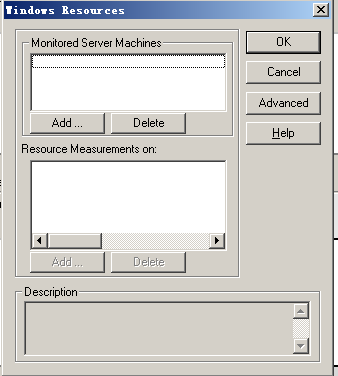 Windows Resources
Monitored Server Machines
OK
Cancel
Add ...
Delete
Advanced
Help
Resource Measurements on:
Add ...
Delete
Description